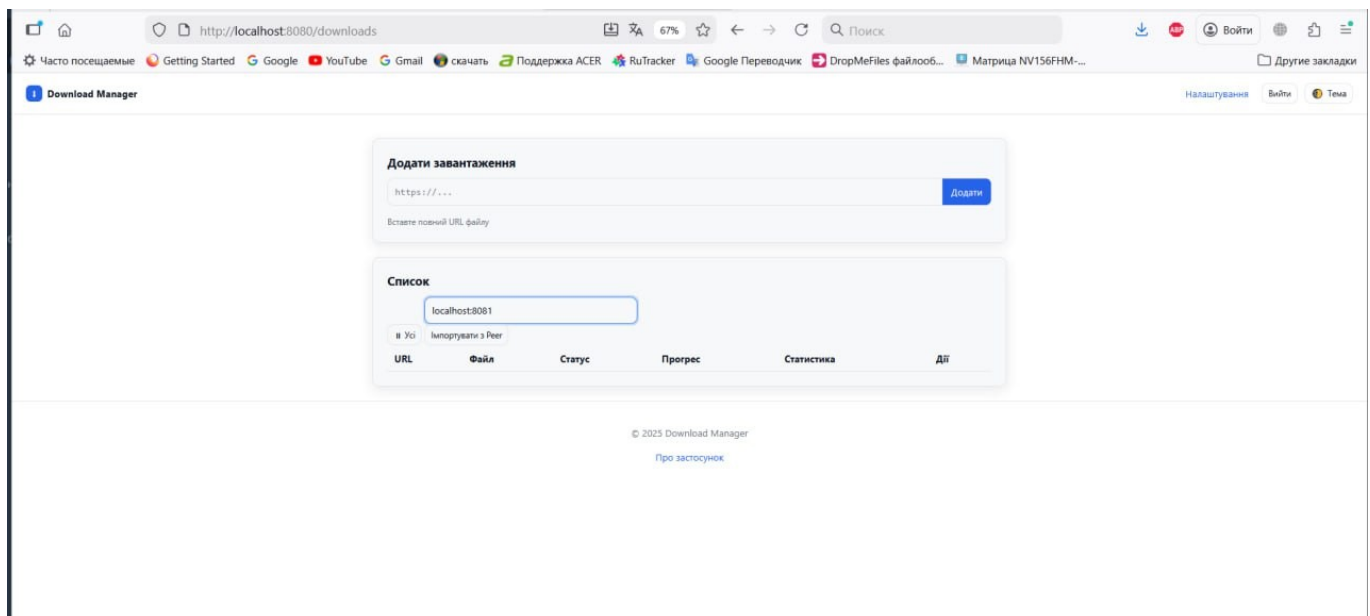 http://localhost:8080/downloads 67% Поиск Войти
Часто посещаемые Getting Started Google YouTube Gmail скачать Поддержка ACER RuTracker Google Переводчик DropMeFiles файлооб... Матрица NV156FHM-... Другие закладки
Download Manager Налаштування Вийти Тема
Додати завантаження
https://... Додати
Вставте повний URL файлу
Список
localhost:8081
Усі Імпортувати з Peer
URL Файл Статус Прогрес Статистика Дії
© 2025 Download Manager
Про застосунок